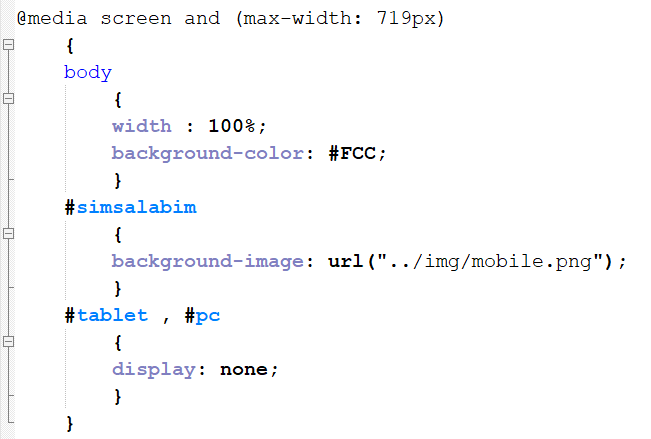 @media screen and (max-width: 719px)
{
body
{
width : 100%;
background-color: #FCC;
}
#simsalabim
{
background-image: url("../img/mobile.png");
}
#tablet , #pc
{
display: none;
}
}